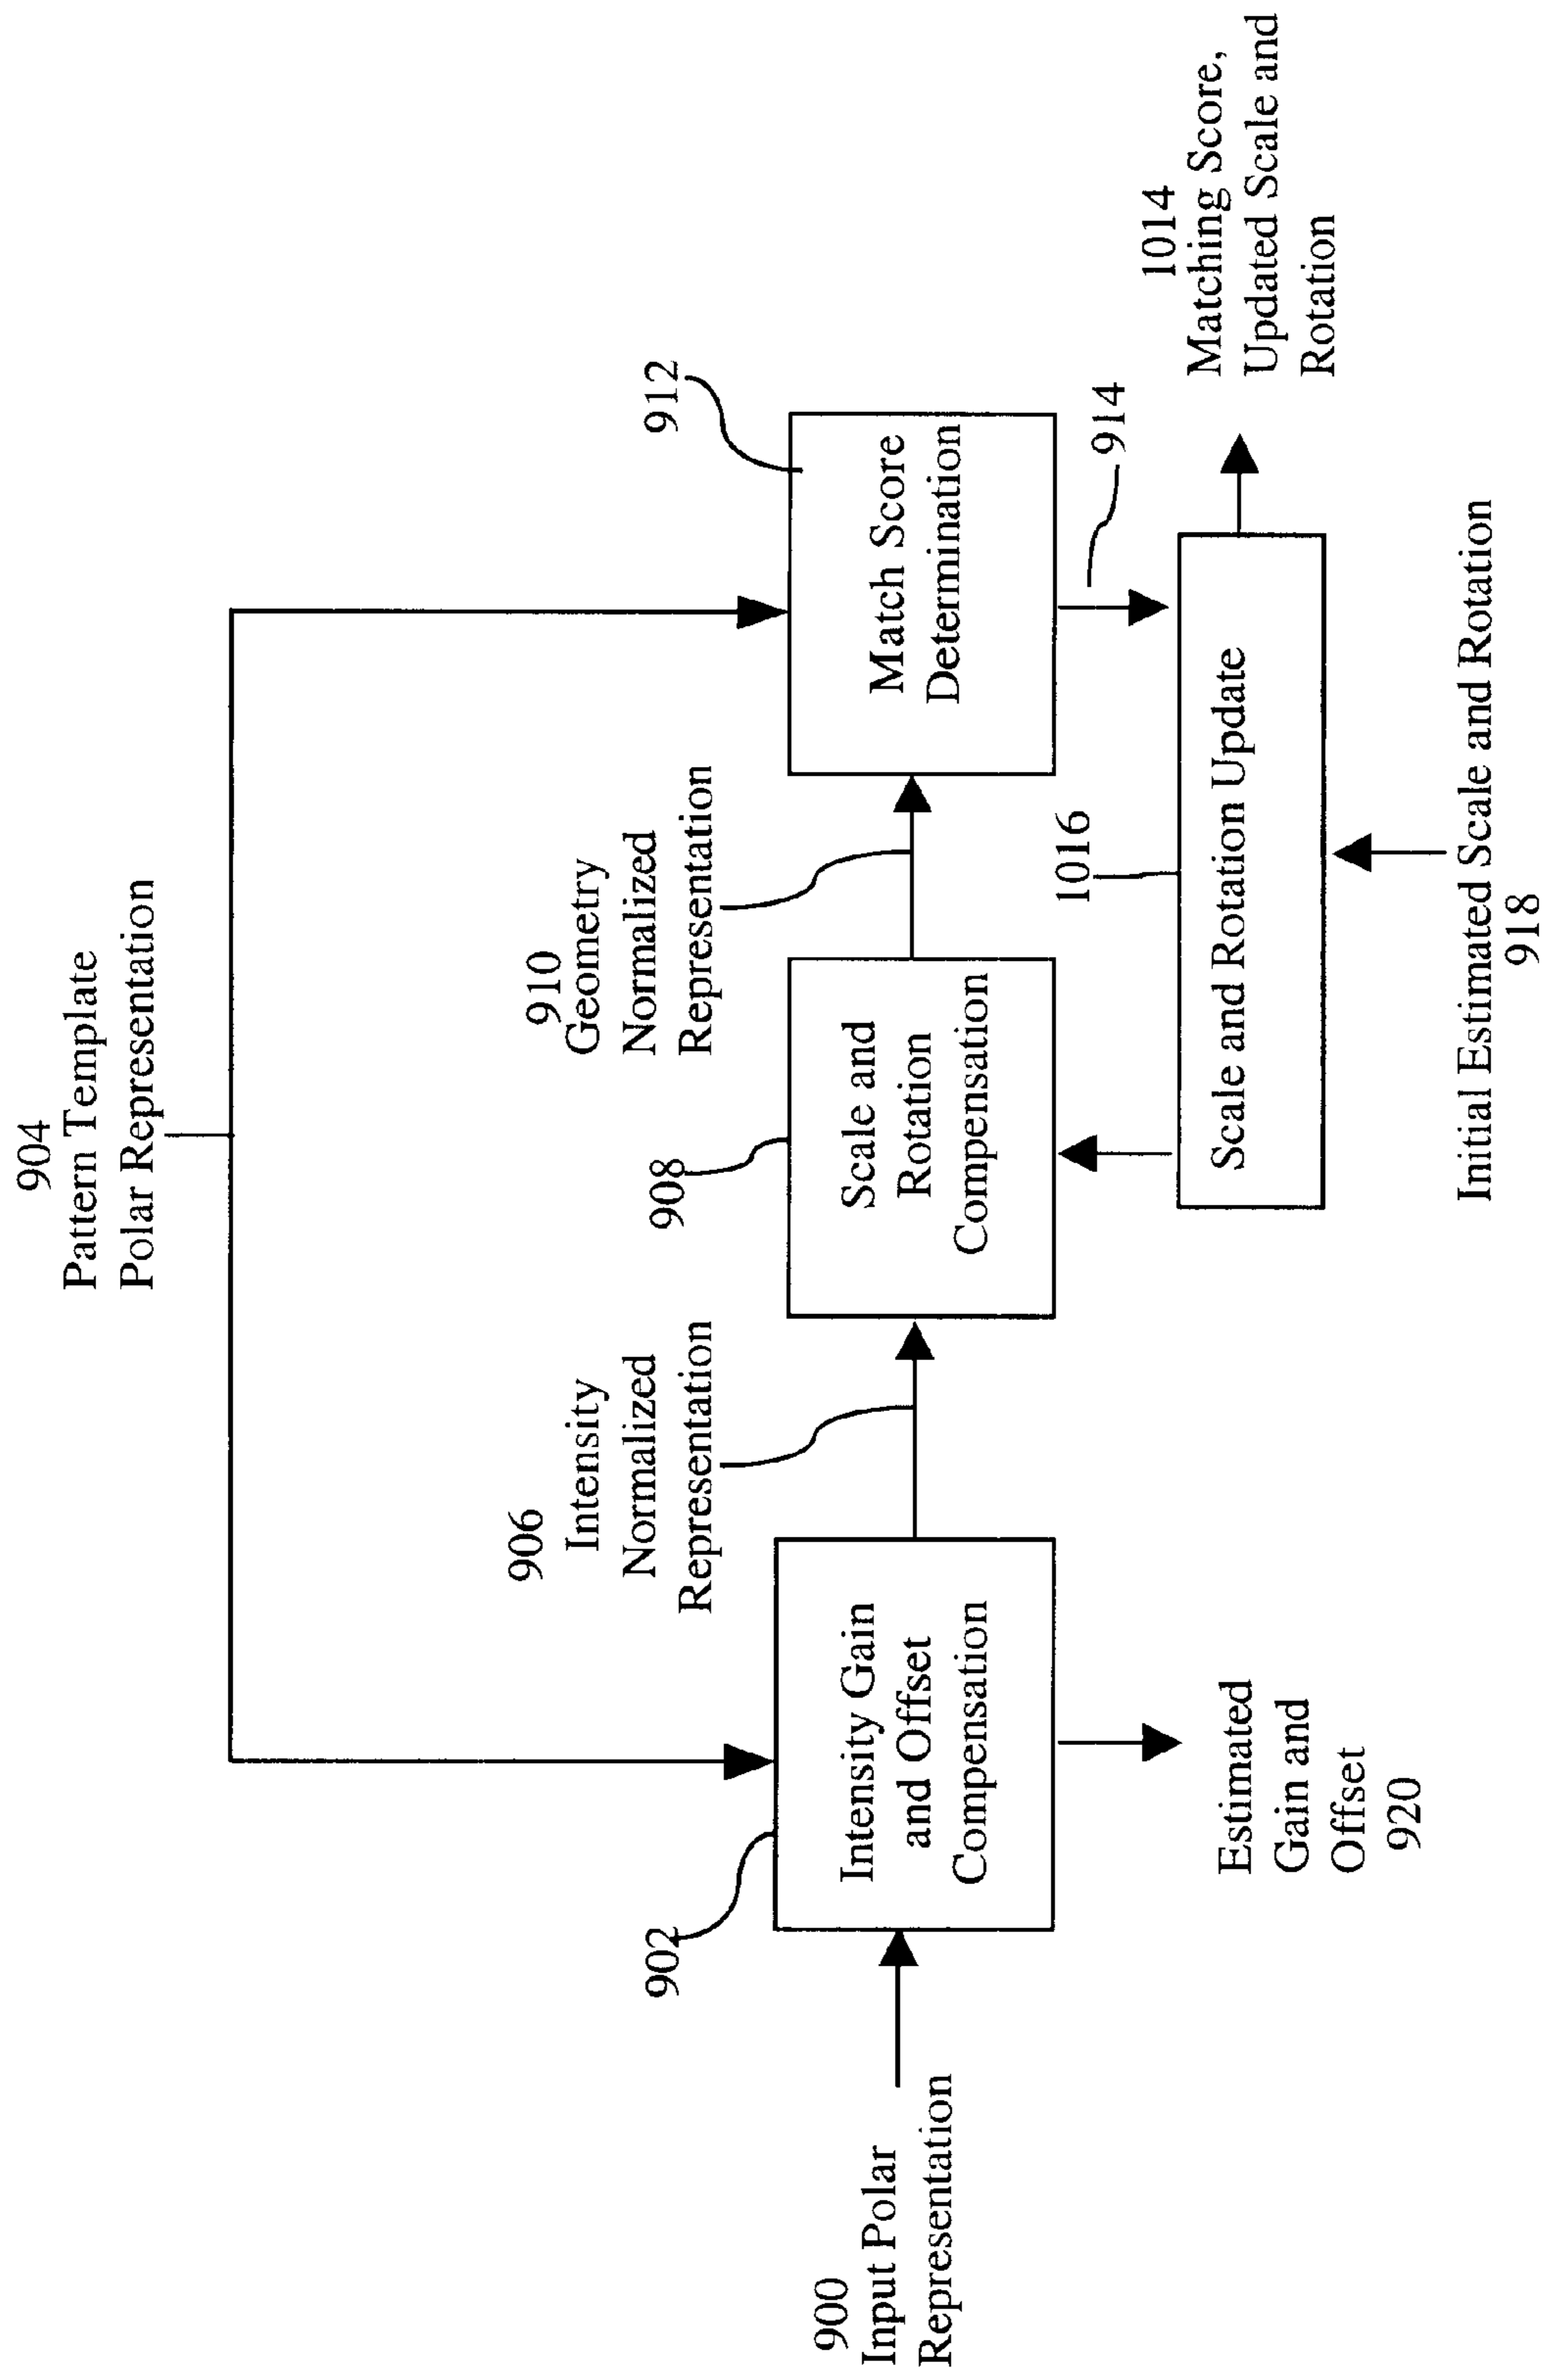 904
Pattern Template
Polar Representation
912
910
Geometry
Normalized
Representation
906
Intensity
Normalized
Representation
908
902
900
Input Polar
Representation
Intensity Gain
and Offset
Compensation
Scale and
Rotation
Compensation
Match Score
Determination
914
1016
Scale and Rotation Update
1014
Matching Score,
Updated Scale and
Rotation
Estimated
Gain and
Offset
920
Initial Estimated Scale and Rotation
918